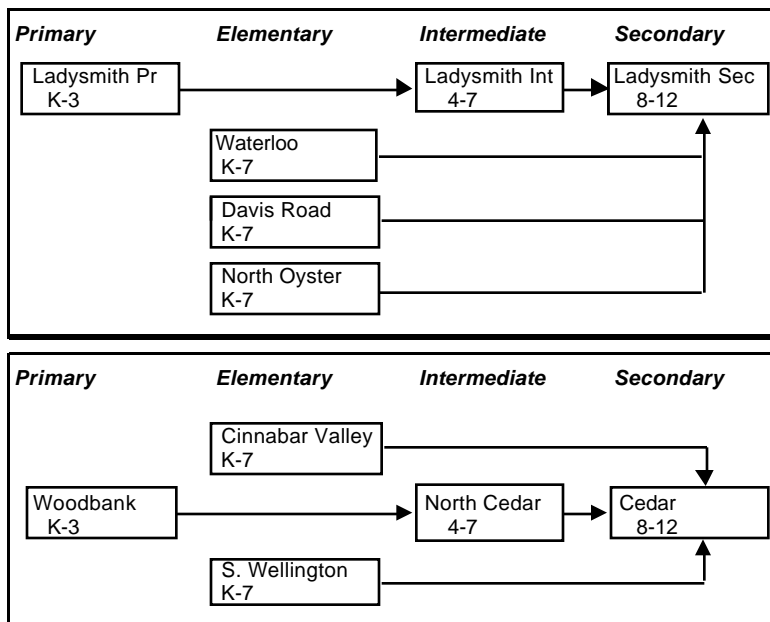 Primary Elementary Intermediate Secondary
Ladysmith Pr Ladysmith Int Ladysmith Sec
K-3 4-7 8-12
Waterloo
K-7
Davis Road
K-7
North Oyster
K-7
Primary Elementary Intermediate Secondary
Cinnabar Valley
K-7
Woodbank North Cedar Cedar
K-3 4-7 8-12
S. Wellington
K-7